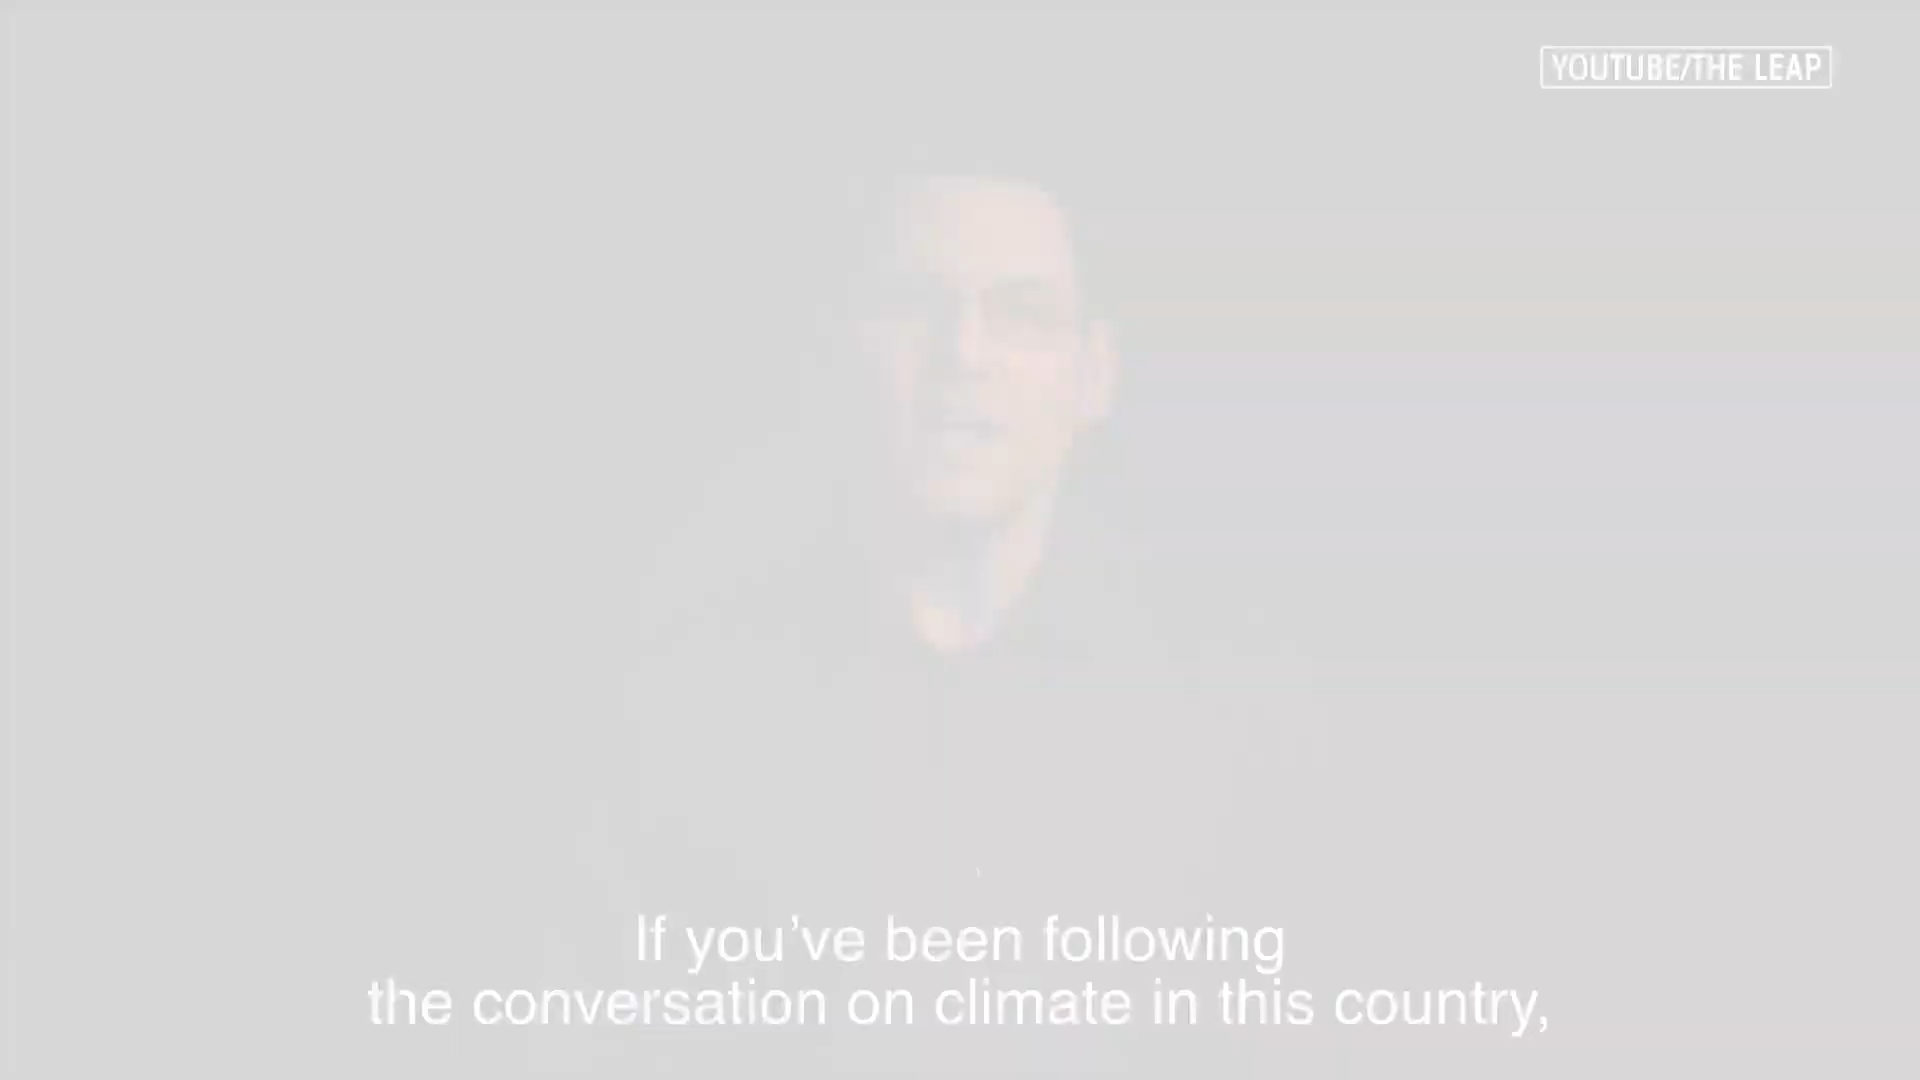 YOUTUBE/THE LEAP
If you’ve been following
the conversation on climate in this country,